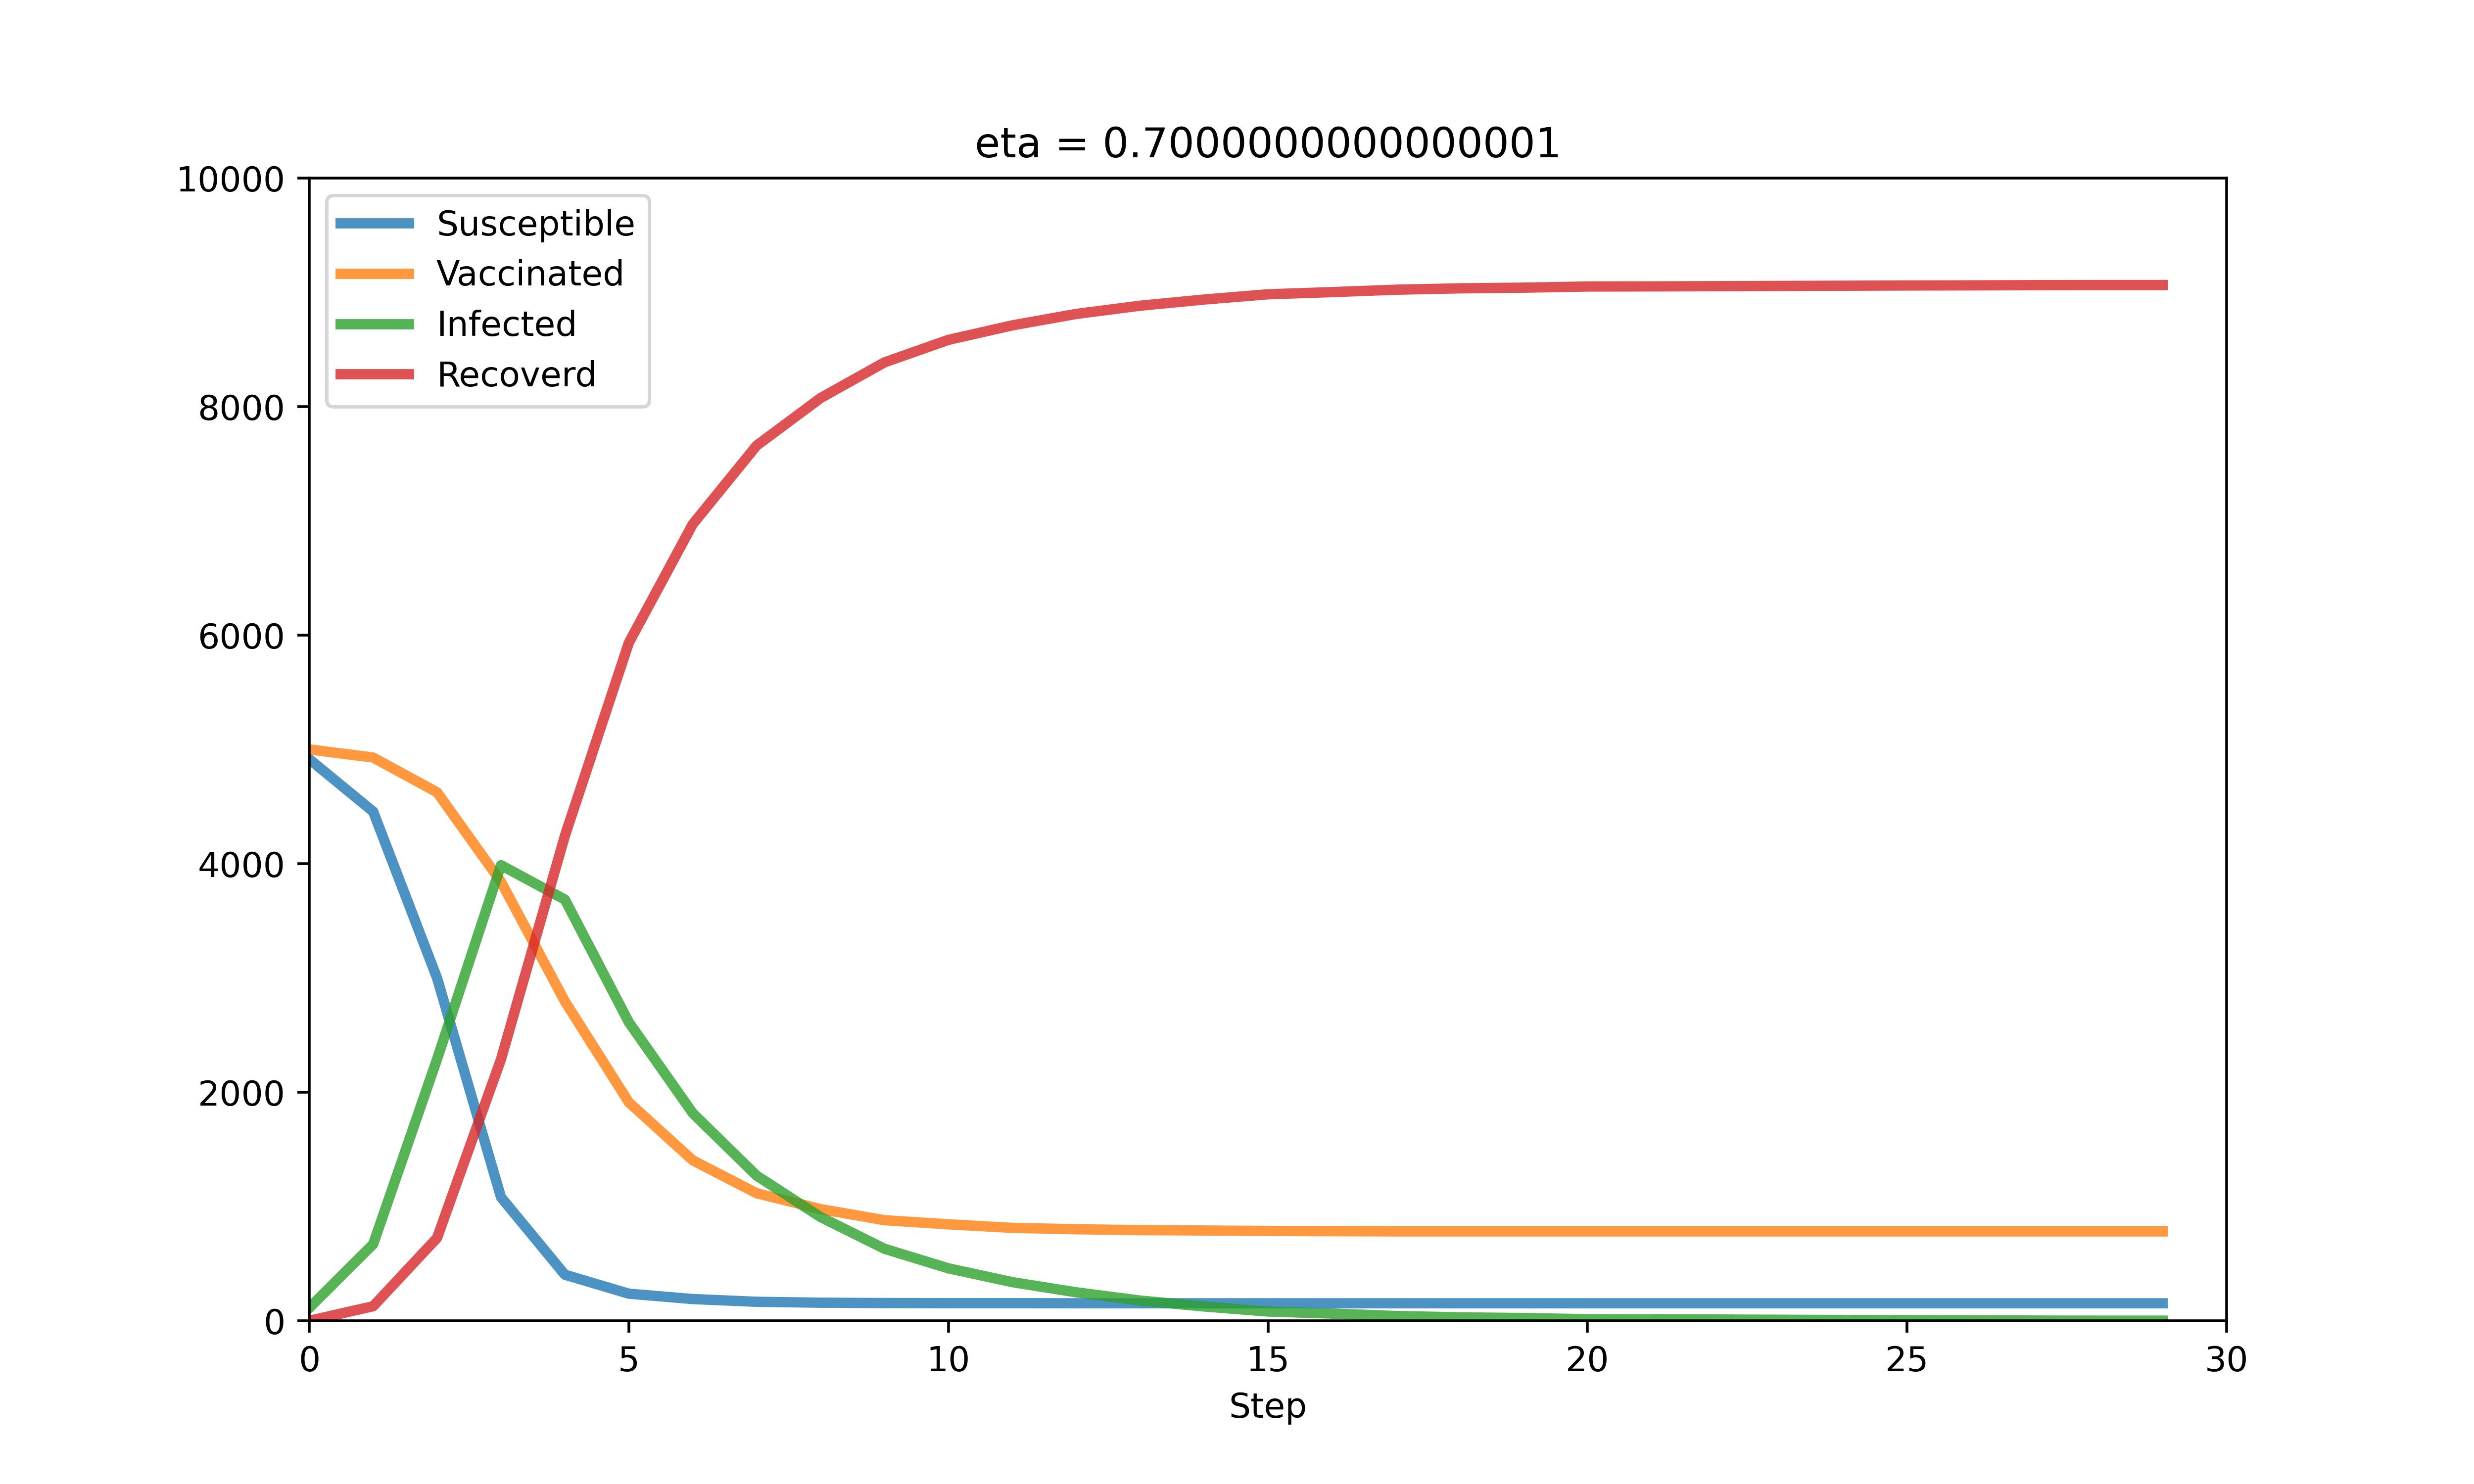 eta = 0.7000000000000001
10000
8000
6000
4000
2000
0
Susceptible
Vaccinated
Infected
Recoverd
0 5 10 15 20 25 30
Step